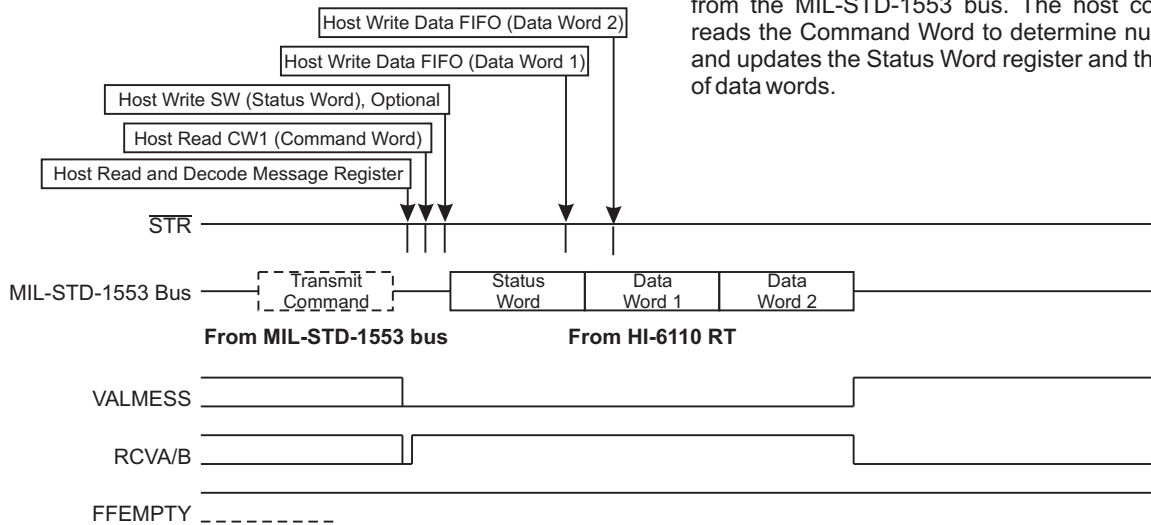 from the MIL-STD-1553 bus. The host co
reads the Command Word to determine nu
and updates the Status Word register and th
of data words.
Host Write Data FIFO (Data Word 2)
Host Write Data FIFO (Data Word 1)
Host Write SW (Status Word), Optional
Host Read CW1 (Command Word)
Host Read and Decode Message Register
STR
MIL-STD-1553 Bus
Transmit
Command
Status
Word
Data
Word 1
Data
Word 2
From MIL-STD-1553 bus
From HI-6110 RT
VALMESS
RCVA/B
FFEMPTY